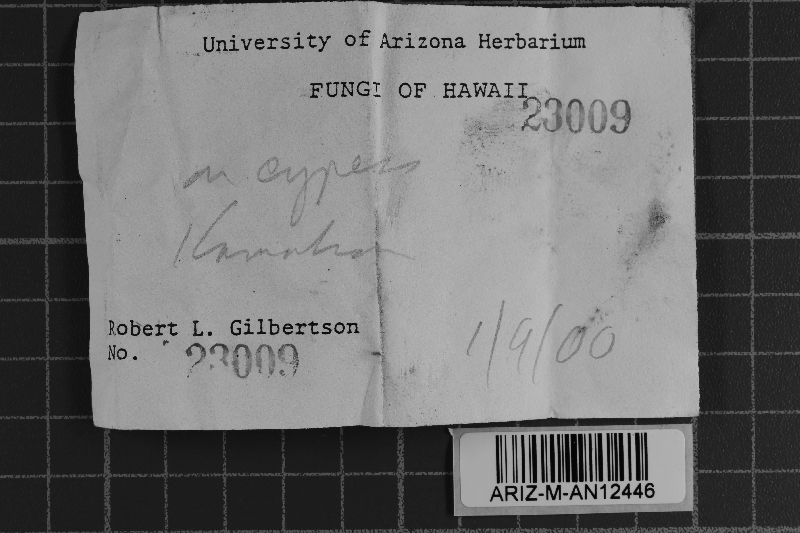 University of Arizona Herbarium
FUNGI OF HAWAII
23009
on cypress
Robert L. Gilbertson
No. 23009
1/9/00
ARIZ-M-AN12446